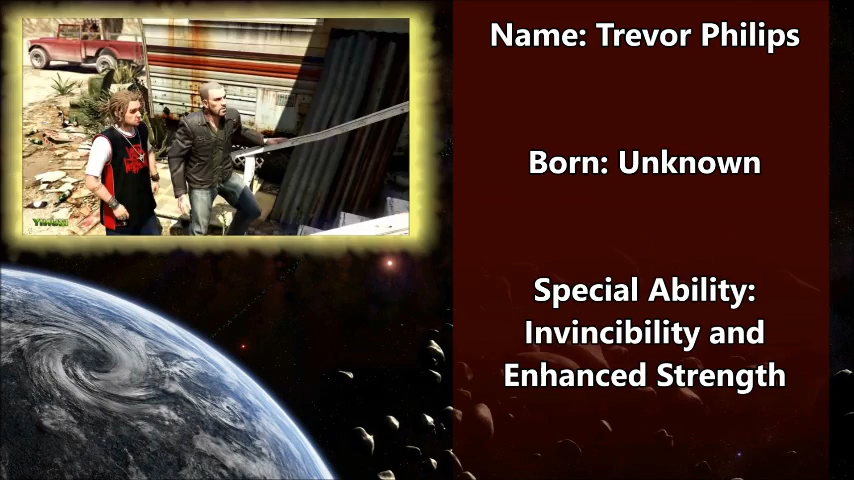 Name: Trevor Philips
Born: Unknown
Special Ability:
Invincibility and
Enhanced Strength